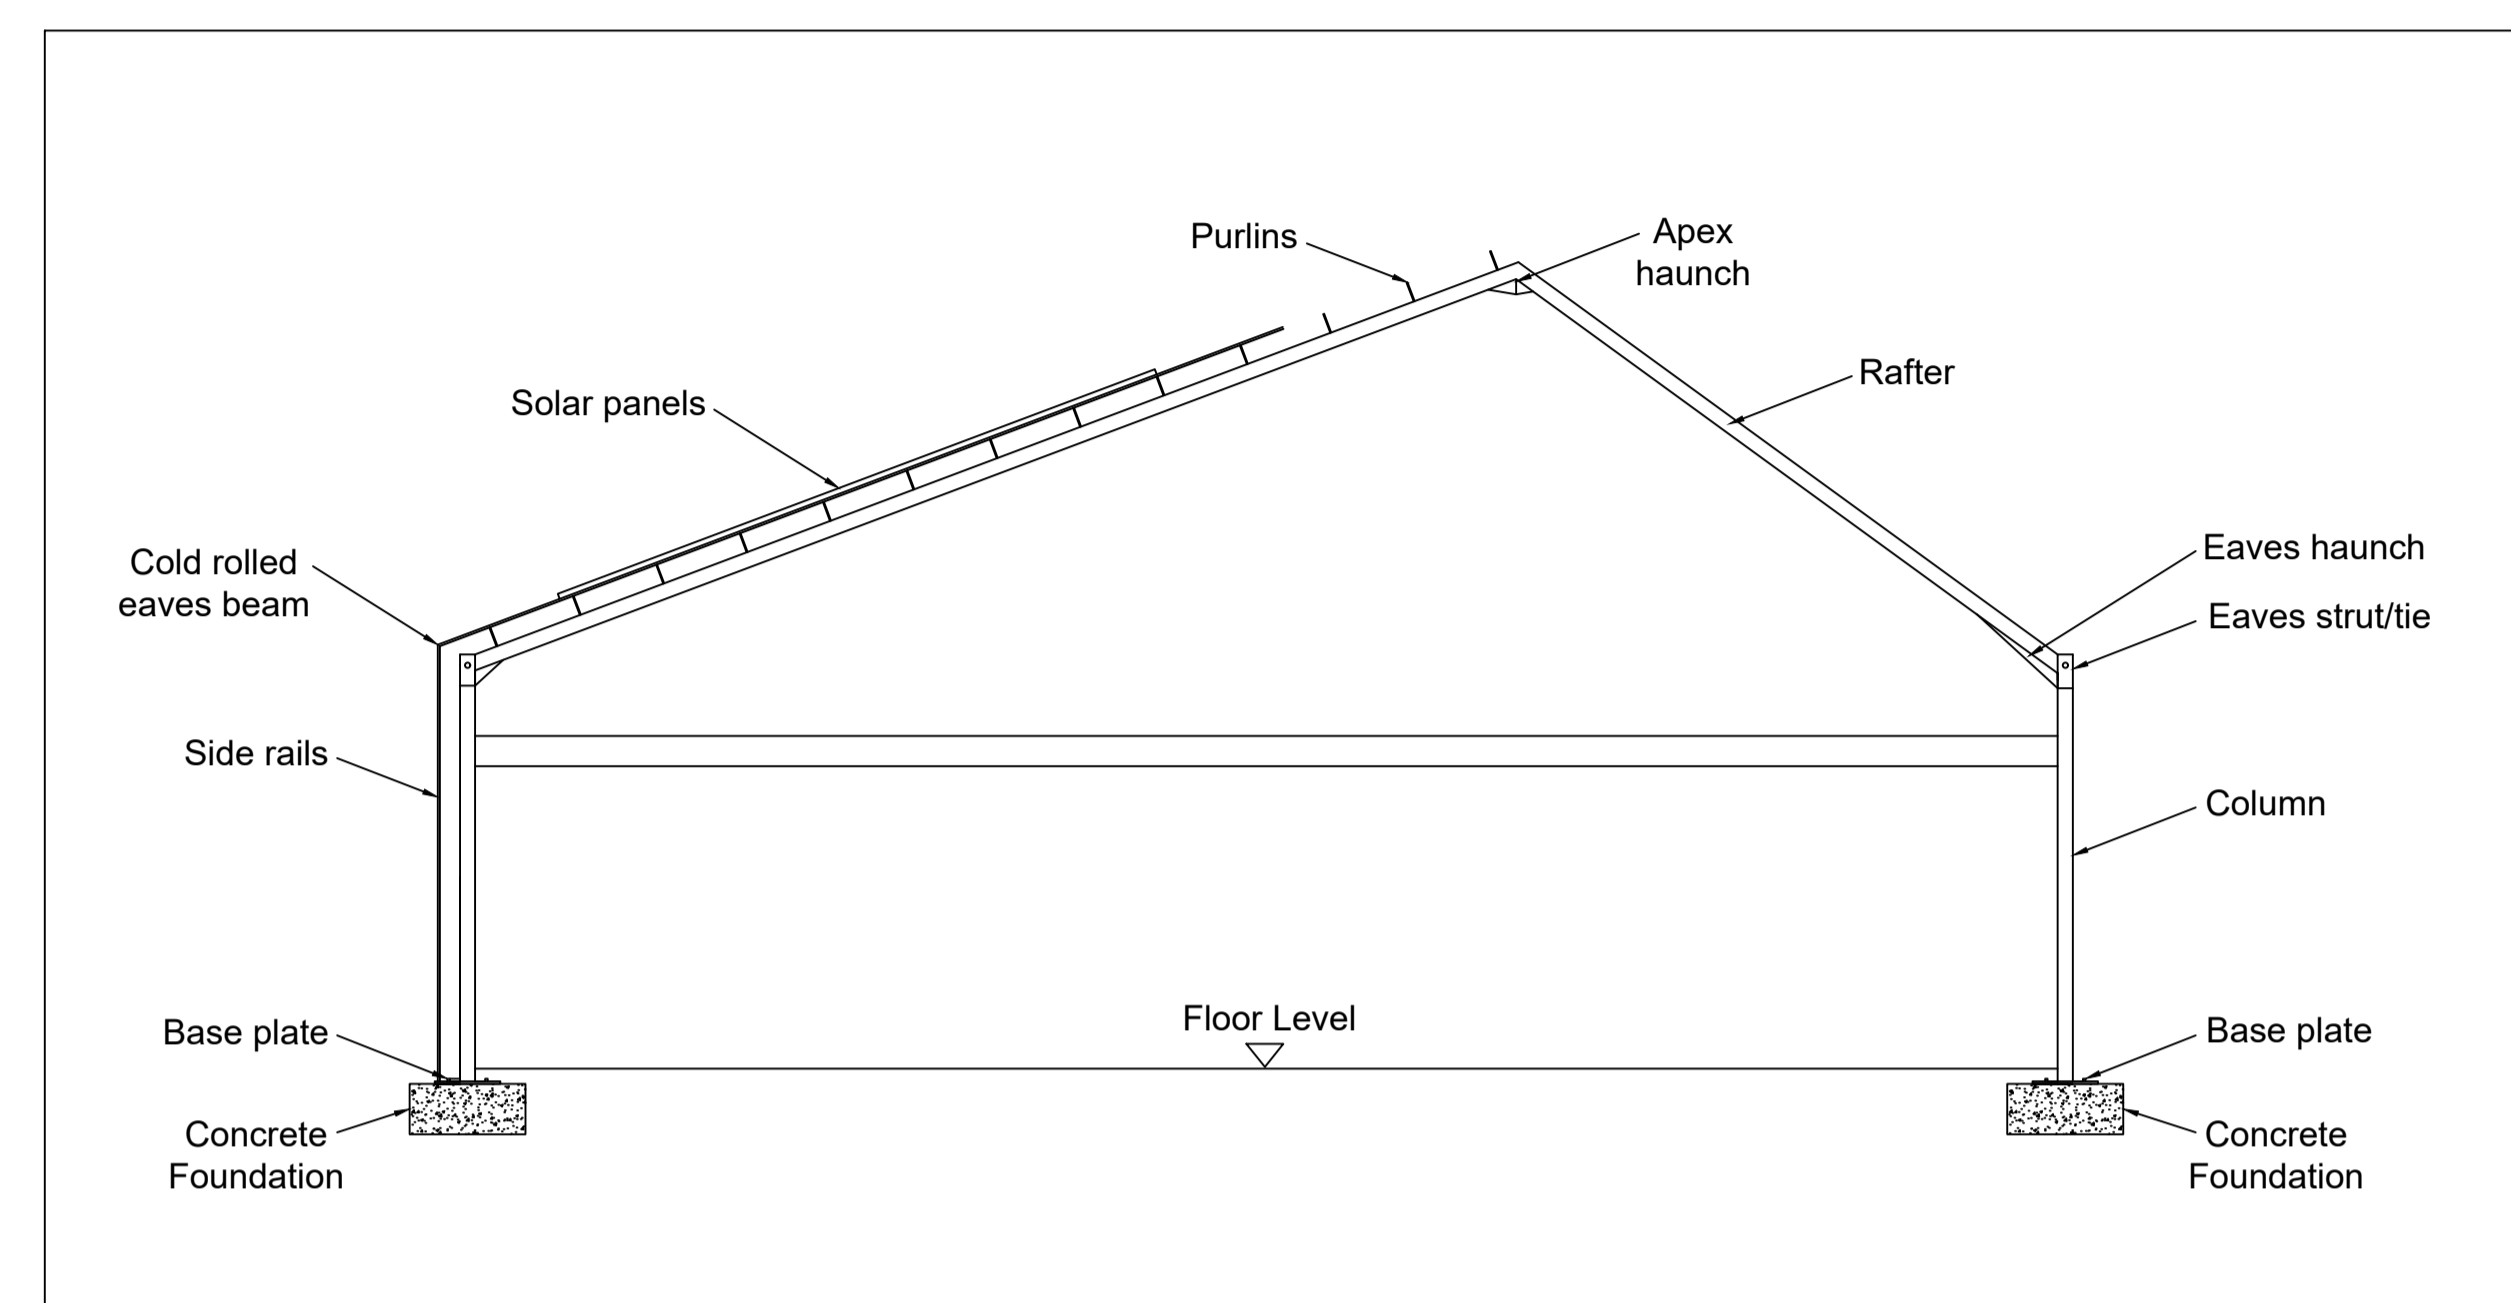 Purlins
Apex
haunch
Rafter
Solar panels
Cold rolled
eaves beam
Eaves haunch
Eaves strut/tie
Side rails
Column
Floor Level
Base plate
Base plate
Concrete
Foundation
Concrete
Foundation